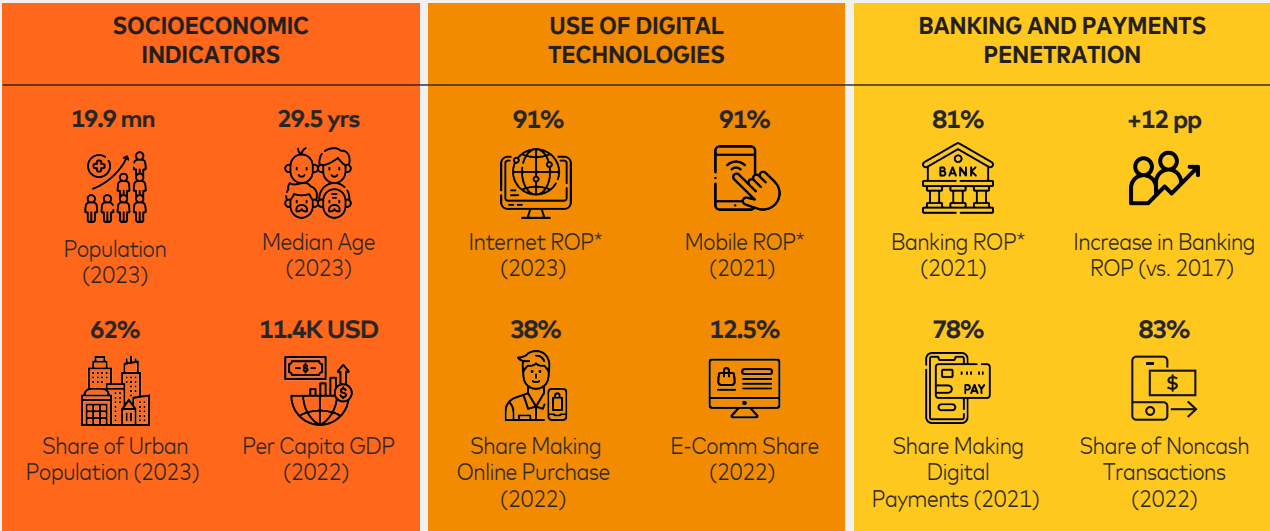 SOCIOECONOMIC
INDICATORS
19.9 mn
Population
(2023)
29.5 yrs
Median Age
(2023)
62%
Share of Urban
Population (2023)
11.4K USD
Per Capita GDP
(2022)
USE OF DIGITAL
TECHNOLOGIES
91%
Internet ROP*
(2023)
91%
Mobile ROP*
(2021)
38%
Share Making
Online Purchase
(2022)
12.5%
E-Comm Share
(2022)
BANKING AND PAYMENTS
PENETRATION
81%
BANK
Banking ROP*
(2021)
+12 pp
Increase in Banking
ROP (vs. 2017)
78%
PAY
Share Making
Digital
Payments (2021)
83%
$
Share of Noncash
Transactions
(2022)